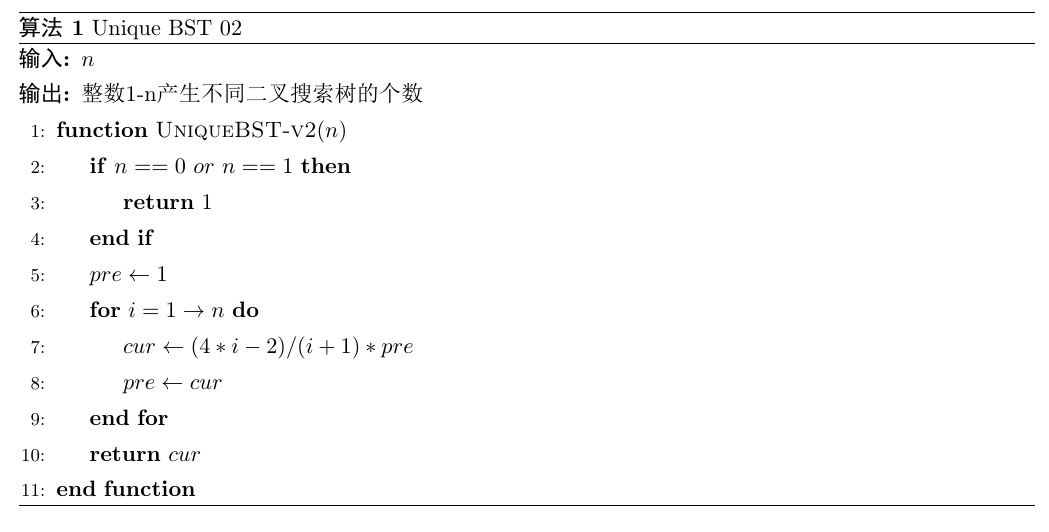 算法 1 Unique BST 02
输入: n
输出: 整数1-n产生不同二叉搜索树的个数
1: function UNIQUEBST-V2(n)
2: if n == 0 or n == 1 then
3: return 1
4: end if
5: pre ← 1
6: for i = 1 → n do
7: cur ← (4 * i − 2)/(i + 1) * pre
8: pre ← cur
9: end for
10: return cur
11: end function